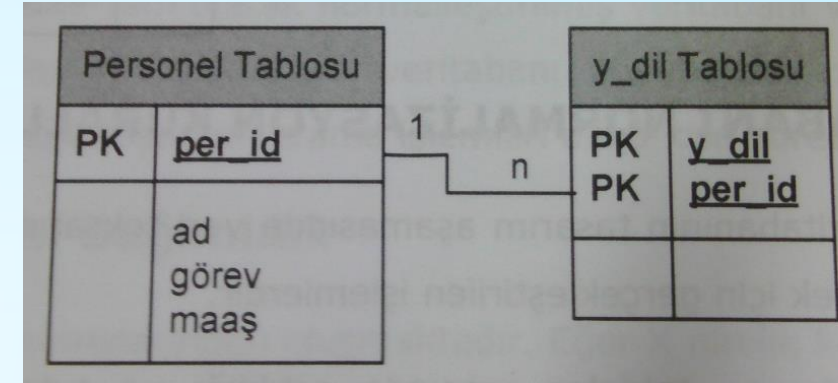 Personel Tablosu
PK per_id
ad
görev
maaş
1
n
y_dil Tablosu
PK y_dil
PK per_id